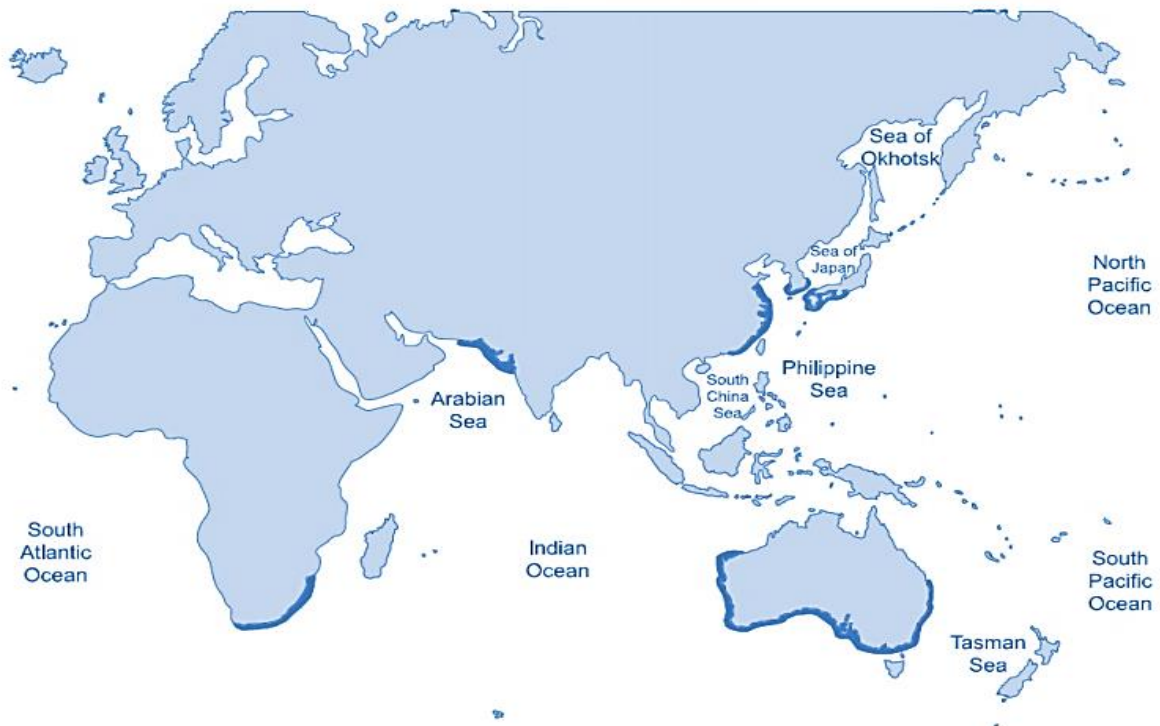 Sea of
Okhotsk
Sea of
Japan
North
Pacific
Ocean
Philippine
Sea
South
China
Sea
Arabian
Sea
South
Atlantic
Ocean
Indian
Ocean
South
Pacific
Ocean
Tasman
Sea